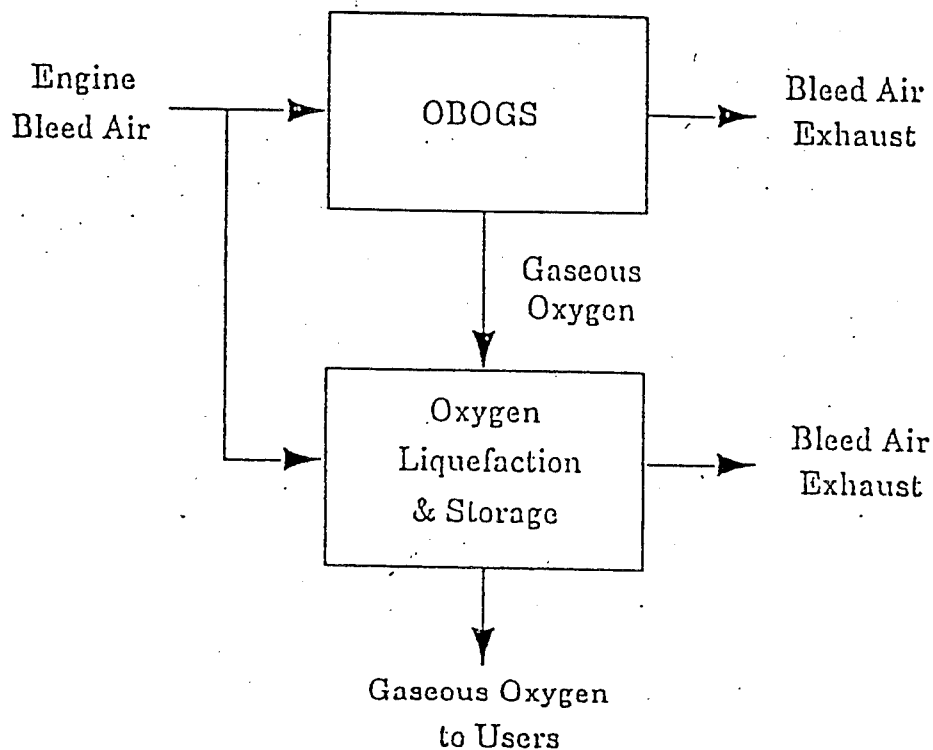 Engine
Bleed Air
OBOGS
Bleed Air
Exhaust
Gaseous
Oxygen
Oxygen
Liquefaction
& Storage
Bleed Air
Exhaust
Gaseous Oxygen
to Users